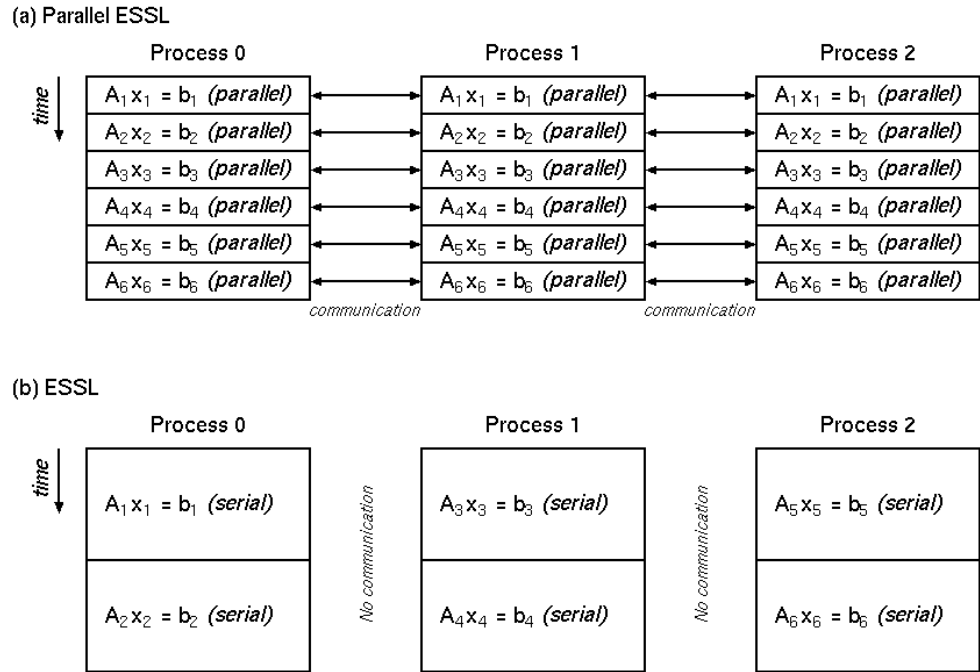 (a) Parallel ESSL
Process 0 Process 1 Process 2
time
A₁x₁ = b₁ (parallel) A₁x₁ = b₁ (parallel) A₁x₁ = b₁ (parallel)
A₂x₂ = b₂ (parallel) A₂x₂ = b₂ (parallel) A₂x₂ = b₂ (parallel)
A₃x₃ = b₃ (parallel) A₃x₃ = b₃ (parallel) A₃x₃ = b₃ (parallel)
A₄x₄ = b₄ (parallel) A₄x₄ = b₄ (parallel) A₄x₄ = b₄ (parallel)
A₅x₅ = b₅ (parallel) A₅x₅ = b₅ (parallel) A₅x₅ = b₅ (parallel)
A₆x₆ = b₆ (parallel) A₆x₆ = b₆ (parallel) A₆x₆ = b₆ (parallel)
communication communication
(b) ESSL
Process 0 Process 1 Process 2
time
A₁x₁ = b₁ (serial) A₃x₃ = b₃ (serial) A₅x₅ = b₅ (serial)
No communication No communication
A₂x₂ = b₂ (serial) A₄x₄ = b₄ (serial) A₆x₆ = b₆ (serial)